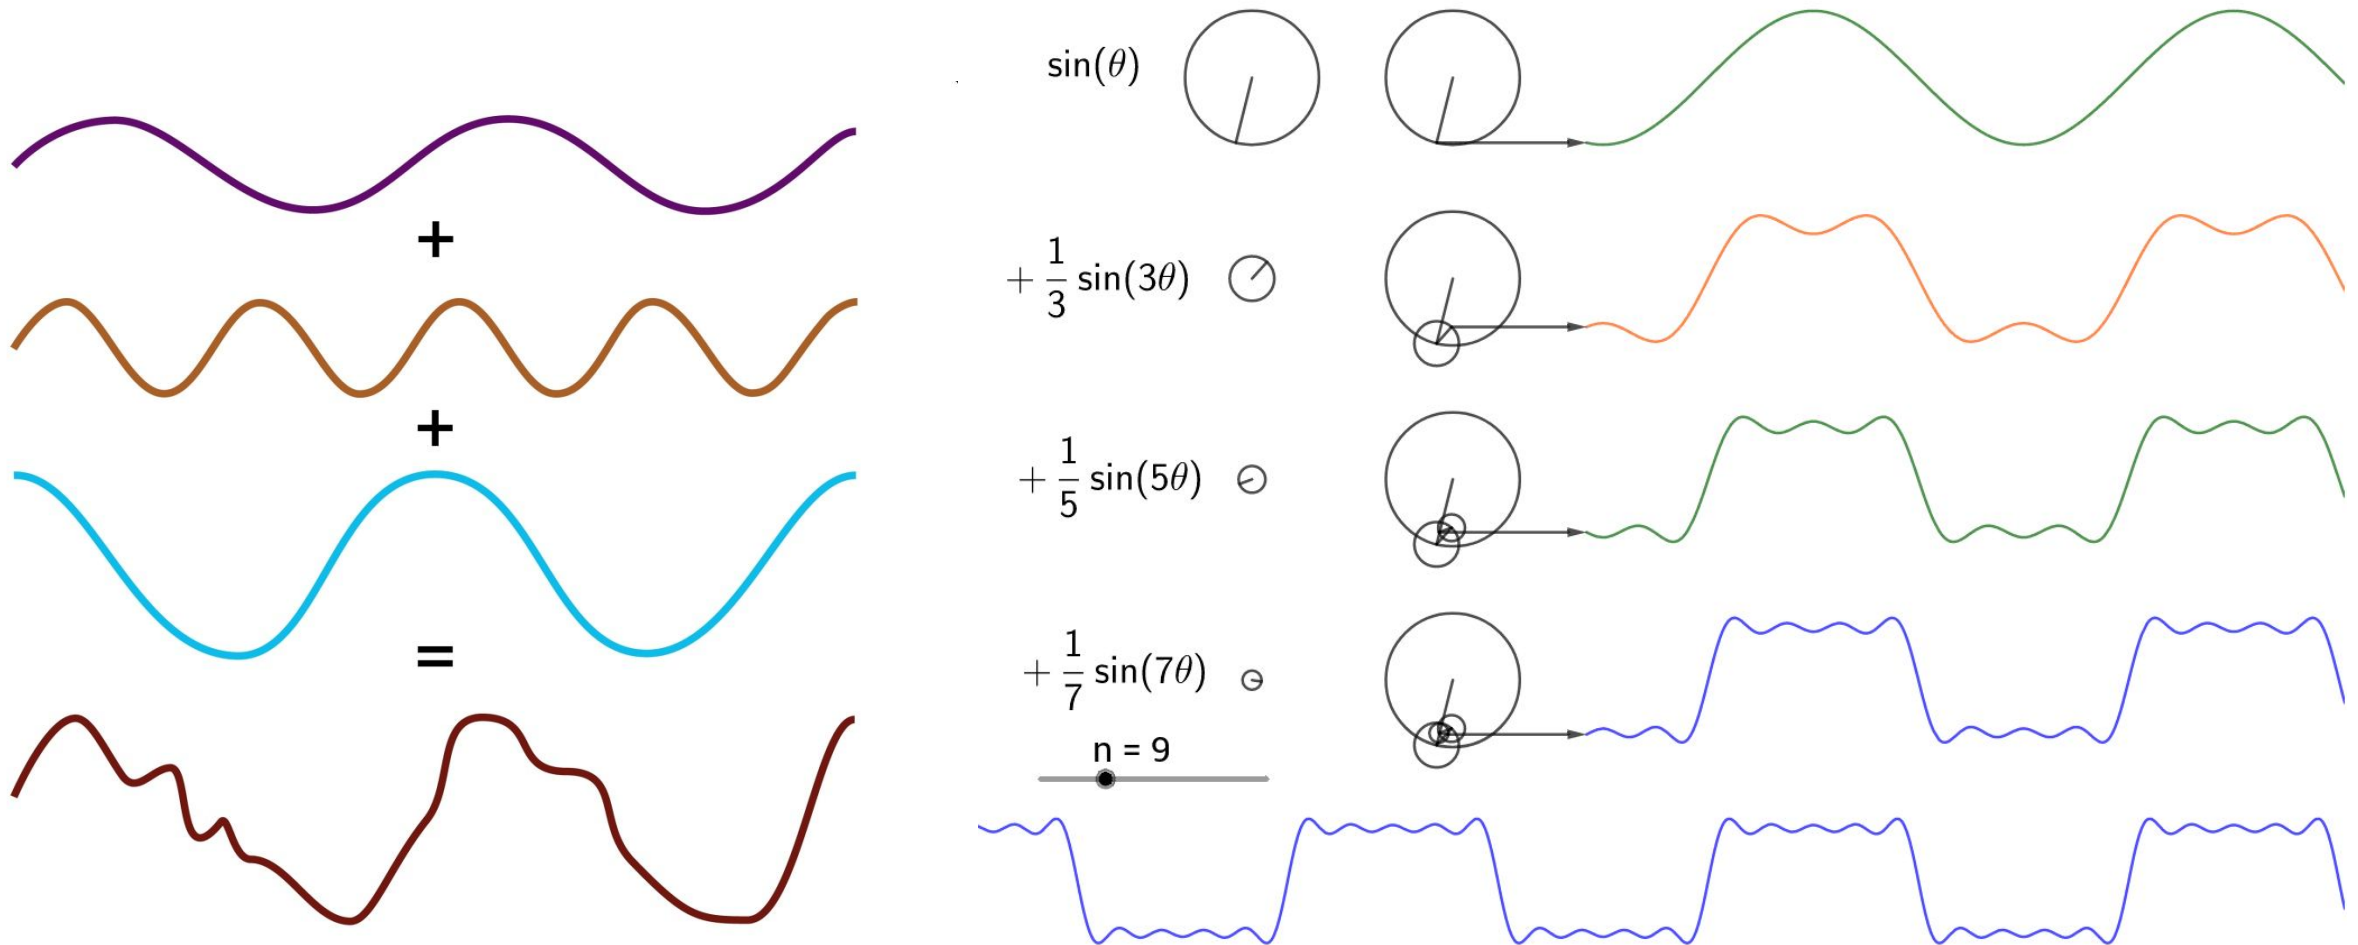 +
+
=
sin(θ)
+ 1/3 sin(3θ)
+ 1/5 sin(5θ)
+ 1/7 sin(7θ)
n = 9